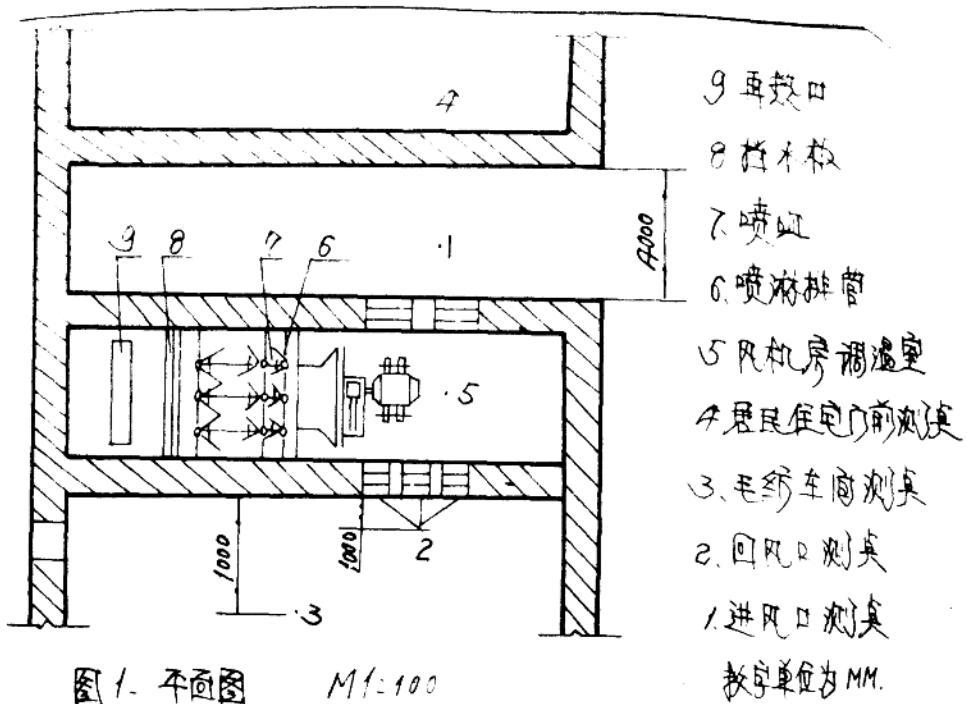 4
9 8 7 6 ·1
4000
·5
1000
1000
2
·3
图1. 平面图 M1:100
9 再热口
8 挡水板
7. 喷咀
6. 喷淋排管
5 风机房调温室
4 居民住宅门前测点
3. 毛纺车间测点
2. 回风口测点
1. 进风口测点
数字单位为MM.